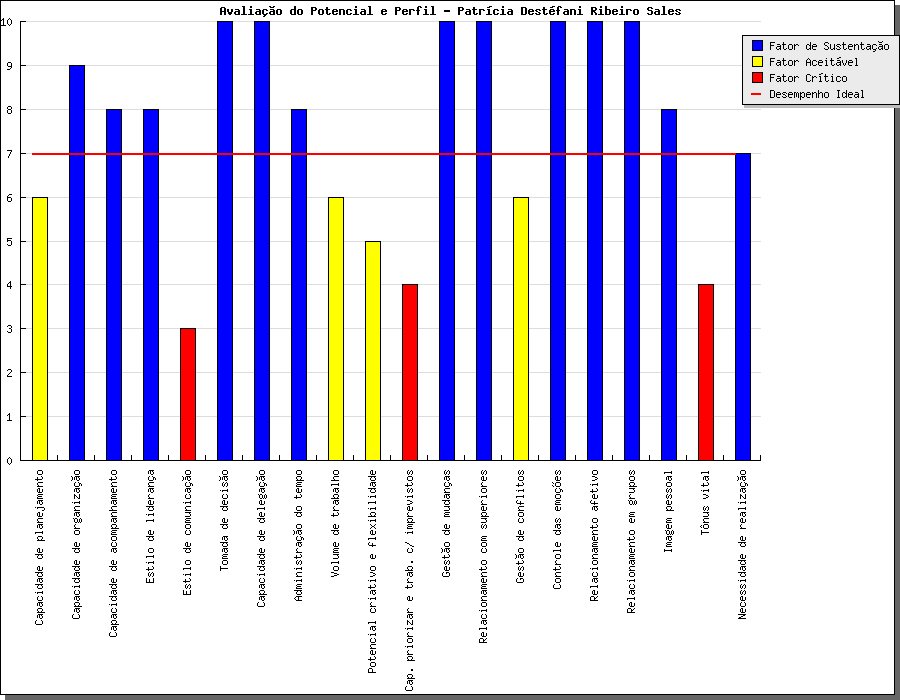 Avaliação do Potencial e Perfil - Patrícia Destéfani Ribeiro Sales
Fator de Sustentação
Fator Aceitável
Fator Crítico
Desempenho Ideal
10
9
8
7
6
5
4
3
2
1
0
Capacidade de planejamento
Capacidade de organização
Capacidade de acompanhamento
Estilo de liderança
Estilo de comunicação
Tomada de decisão
Capacidade de delegação
Administração do tempo
Volume de trabalho
Potencial criativo e flexibilidade
Cap. priorizar e trab. c/ imprevistos
Gestão de mudanças
Relacionamento com superiores
Gestão de conflitos
Controle das emoções
Relacionamento afetivo
Relacionamento em grupos
Imagem pessoal
Tônus vital
Necessidade de realização